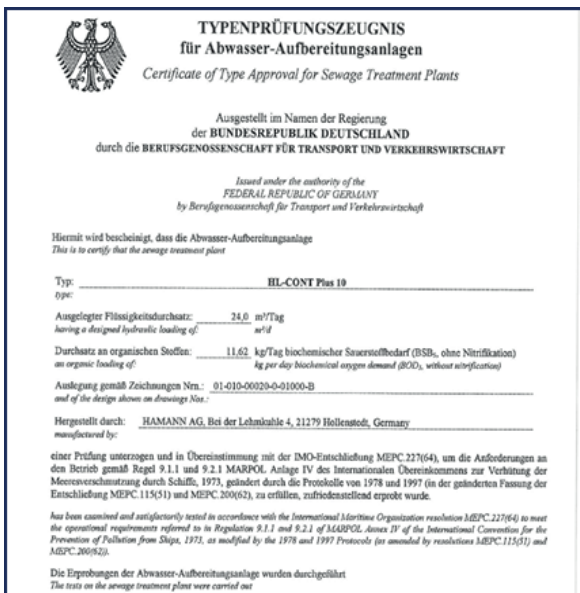 TYPENPRÜFUNGSZEUGNIS
für Abwasser-Aufbereitungsanlagen
Certificate of Type Approval for Sewage Treatment Plants
Ausgestellt im Namen der Regierung
der BUNDESREPUBLIK DEUTSCHLAND
durch die BERUFSGENOSSENSCHAFT FÜR TRANSPORT UND VERKEHRSWIRTSCHAFT
Issued under the authority of the
FEDERAL REPUBLIC OF GERMANY
by Berufsgenossenschaft für Transport und Verkehrswirtschaft
Hiermit wird bescheinigt, dass die Abwasser-Aufbereitungsanlage
This is to certify that the sewage treatment plant
Typ: HL-CONT Plus 10
type:
Ausgelegter Flüssigkeitsdurchsatz: 24,0 m³/Tag
having a designed hydraulic loading of: m³/d
Durchsatz an organischen Stoffen: 11,62 kg/Tag biochemischer Sauerstoffbedarf (BSB₅, ohne Nitrifikation)
an organic loading of: kg per day biochemical oxygen demand (BOD₅, without nitrification)
Auslegung gemäß Zeichnungen Nrn.: 01-010-00020-0-01000-B
and of the design shown on drawings Nos.:
Hergestellt durch: HAMANN AG, Bei der Lehmkuhle 4, 21279 Hollenstedt, Germany
manufactured by:
einer Prüfung unterzogen und in Übereinstimmung mit der IMO-Entschließung MEPC.227(64), um die Anforderungen an
den Betrieb gemäß Regel 9.1.1 und 9.2.1 MARPOL Anlage IV des Internationalen Übereinkommens zur Verhütung der
Meeresverschmutzung durch Schiffe, 1973, geändert durch die Protokolle von 1978 und 1997 (in der geänderten Fassung der
Entschließung MEPC.115(51) und MEPC.200(62), zu erfüllen, zufriedenstellend erprobt wurde.
has been examined and satisfactorily tested in accordance with the International Maritime Organization resolution MEPC.227(64) to meet
the operational requirements referred to in Regulation 9.1.1 and 9.2.1 of MARPOL Annex IV of the International Convention for the
Prevention of Pollution from Ships, 1973, as modified by the 1978 and 1997 Protocols (as amended by resolutions MEPC.115(51) and
MEPC.200(62)).
Die Erprobungen der Abwasser-Aufbereitungsanlage wurden durchgeführt
The tests on the sewage treatment plant were carried out